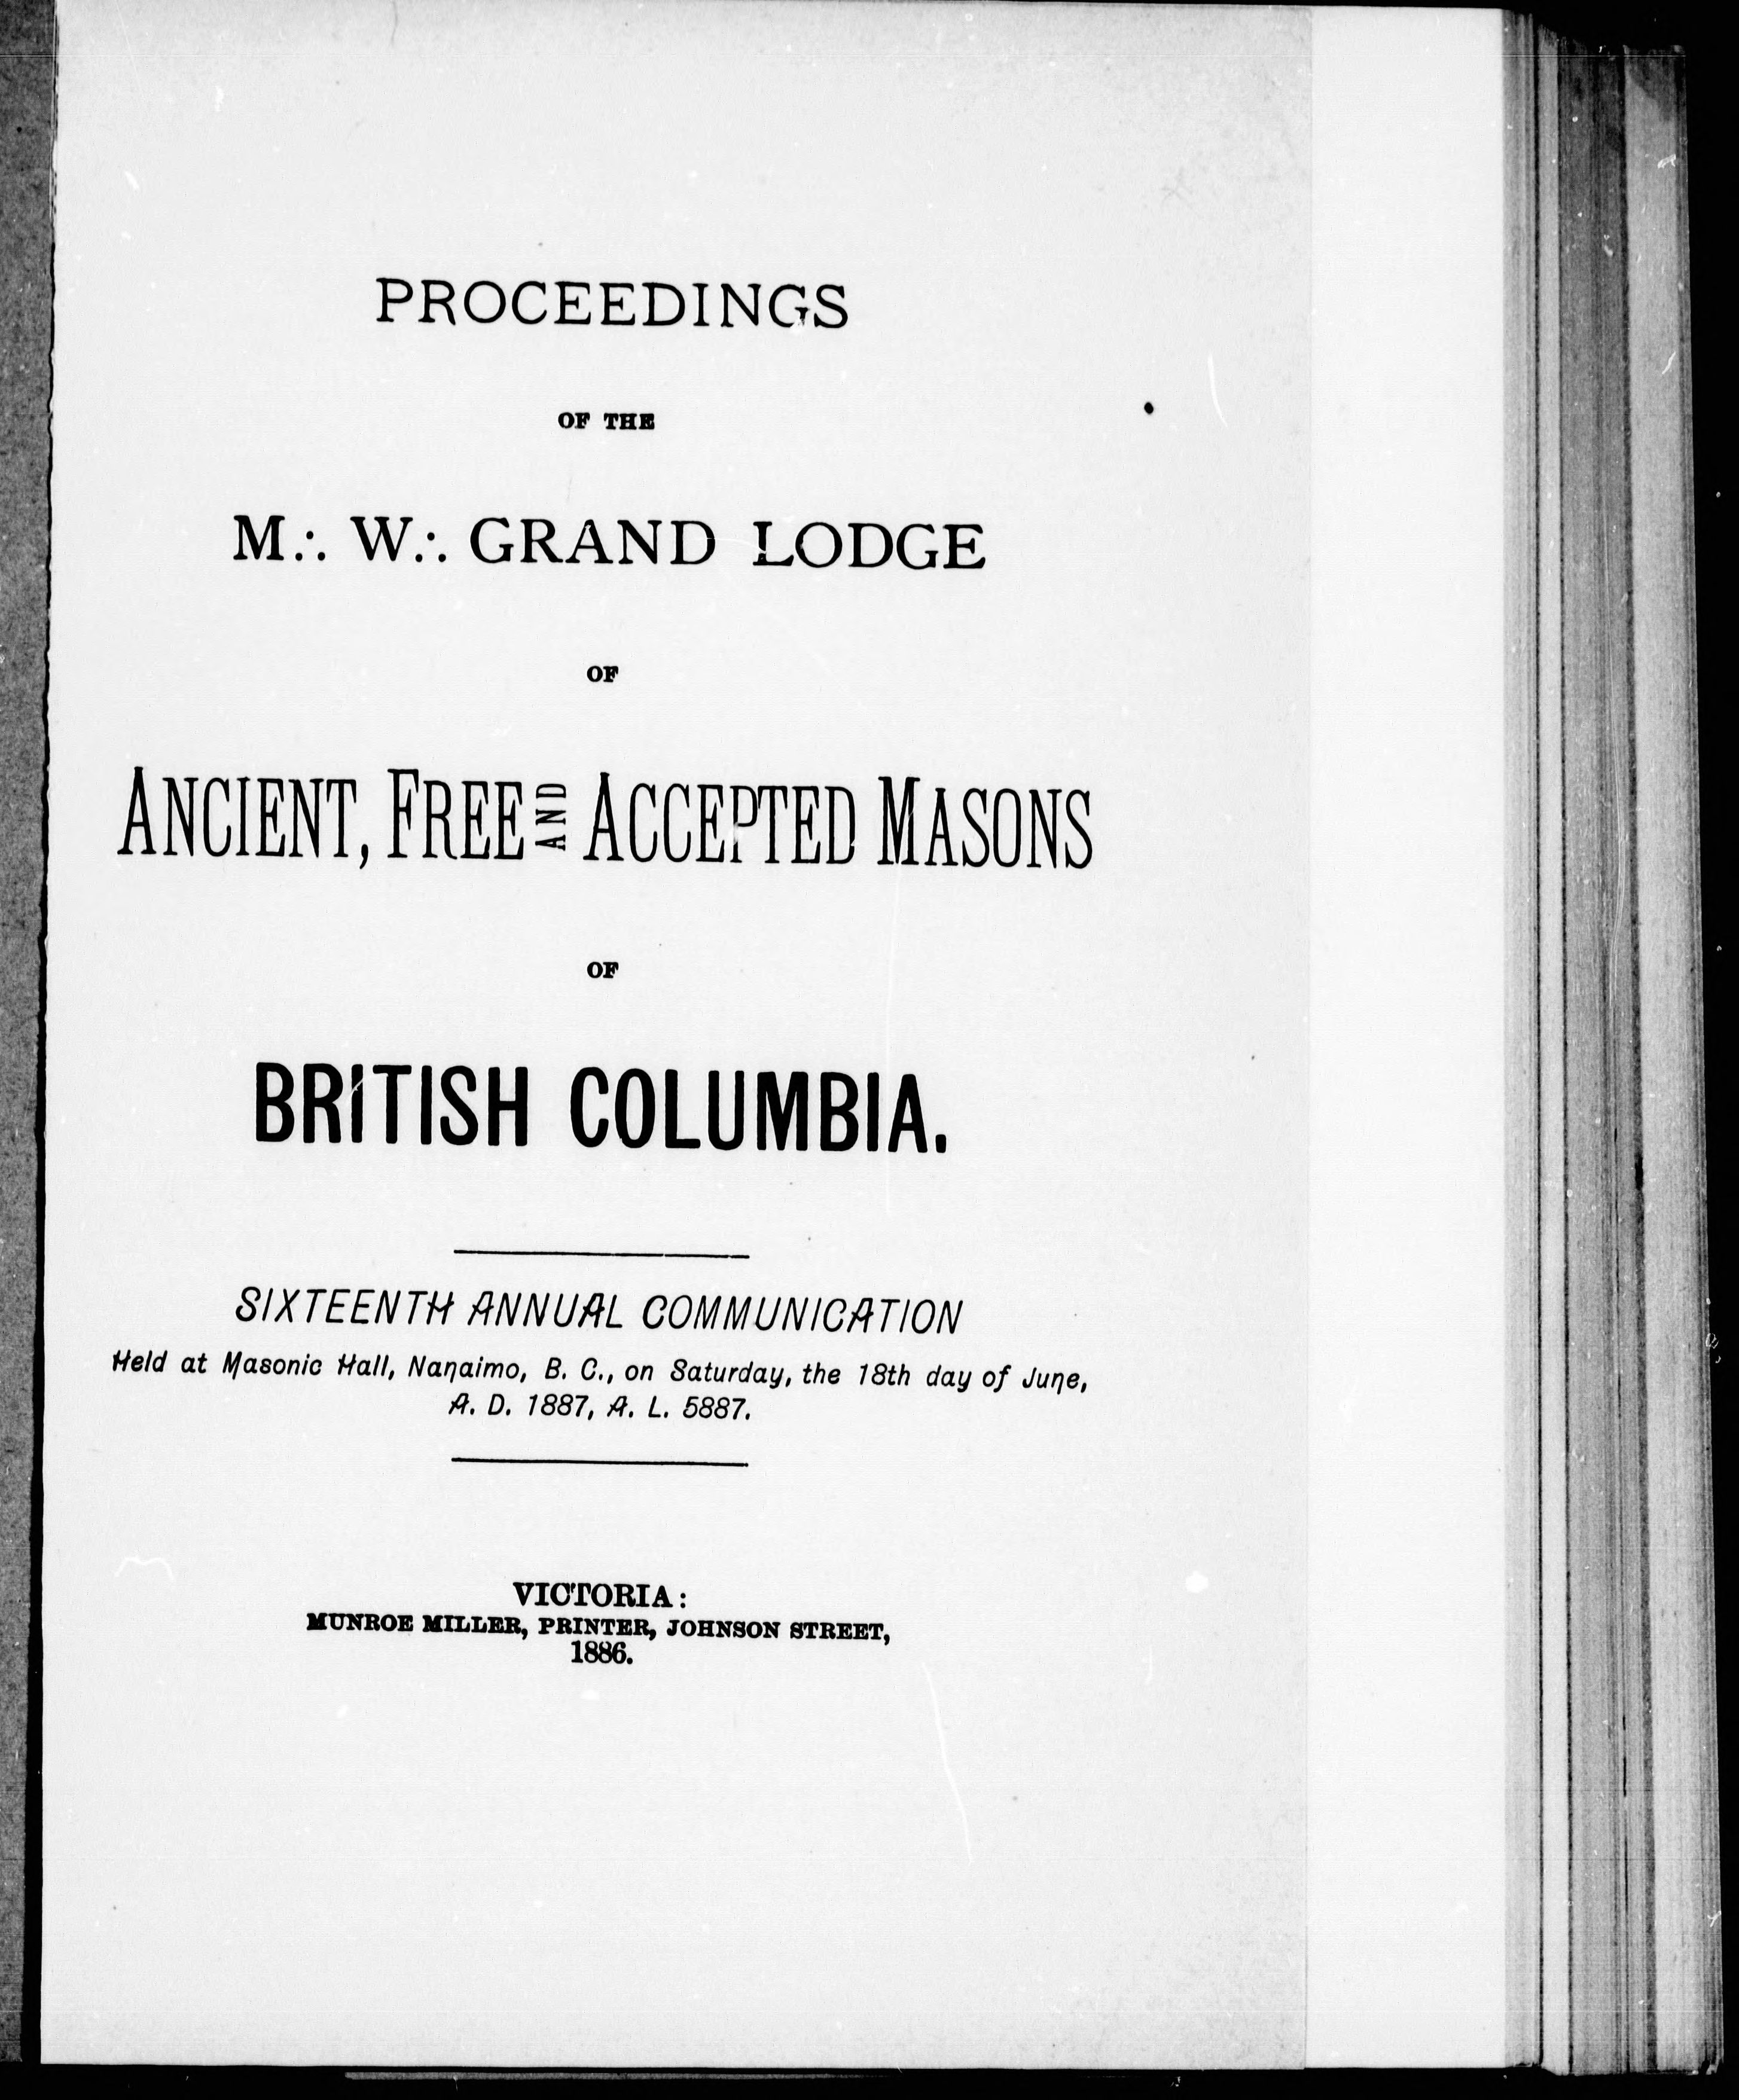 PROCEEDINGS
OF THE
M∴ W∴ GRAND LODGE
OF
ANCIENT, FREE AND ACCEPTED MASONS
OF
BRITISH COLUMBIA.
SIXTEENTH ANNUAL COMMUNICATION
Held at Masonic Hall, Nanaimo, B. C., on Saturday, the 18th day of June,
A. D. 1887, A. L. 5887.
VICTORIA:
MUNROE MILLER, PRINTER, JOHNSON STREET,
1886.